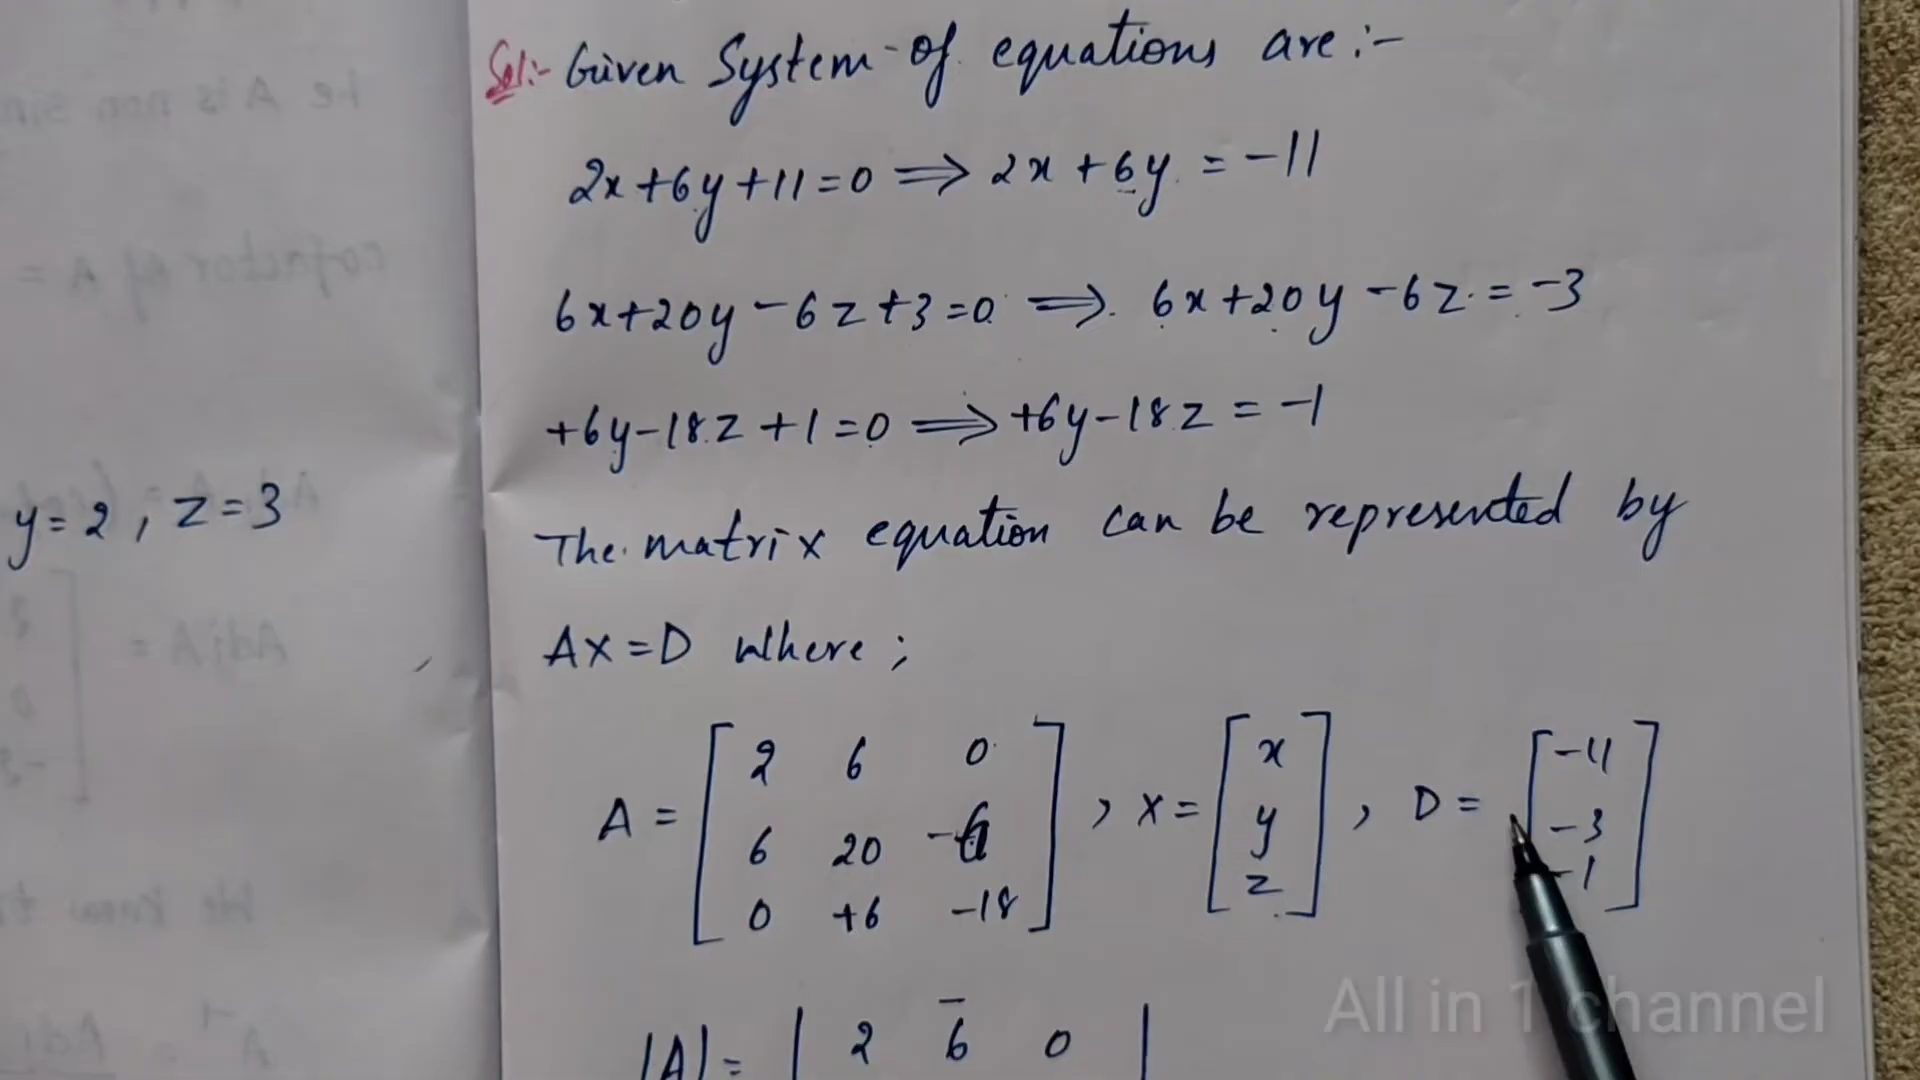 Sol:- Given System of equations are:-
2x+6y+11=0 ⟹ 2x+6y = -11
6x+20y-6z+3=0 ⟹ 6x+20y-6z = -3
+6y-18z+1=0 ⟹ +6y-18z = -1
y=2, z=3
The matrix equation can be represented by
AX=D where;
A = [2 6 0
6 20 -6
0 +6 -18], X = [x
y
z], D = [-11
-3
-1]
|A| = | 2 6 0 |
All in 1 channel